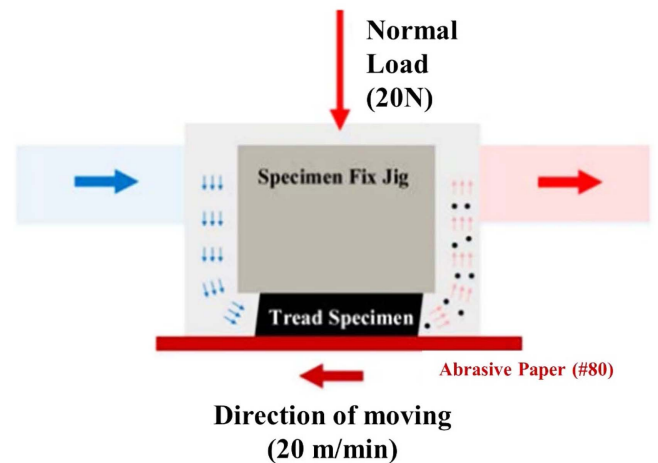 Normal
Load
(20N)
Specimen Fix Jig
Tread Specimen
Abrasive Paper (#80)
Direction of moving
(20 m/min)